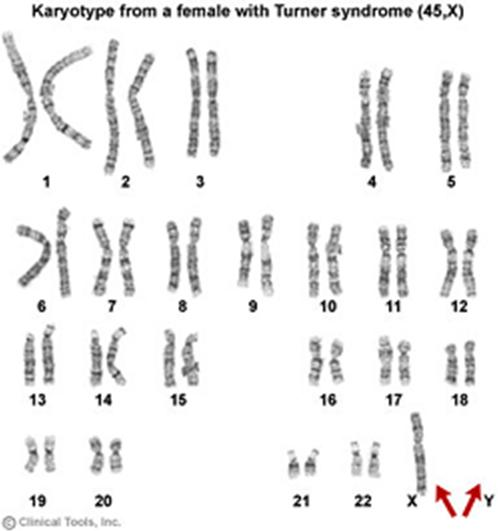 Karyotype from a female with Turner syndrome (45,X)
1 2 3 4 5
6 7 8 9 10 11 12
13 14 15 16 17 18
19 20 21 22 X Y
© Clinical Tools, Inc.